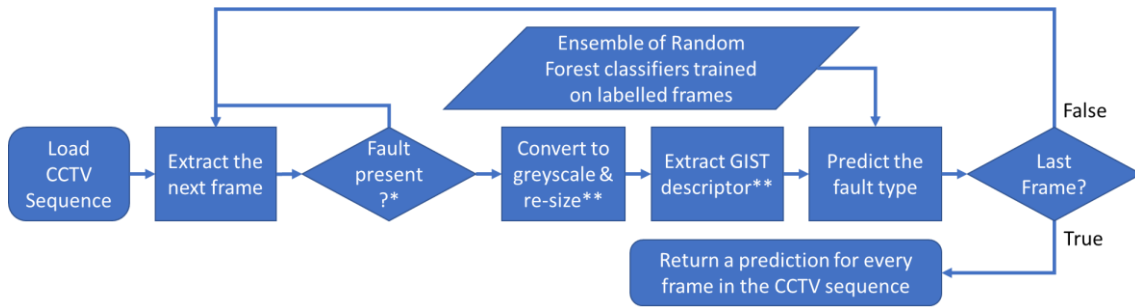 Ensemble of Random
Forest classifiers trained
on labelled frames
False
Load
CCTV
Sequence
Extract the
next frame
Fault
present
?*
Convert to
greyscale &
re-size**
Extract GIST
descriptor**
Predict the
fault type
Last
Frame?
True
Return a prediction for every
frame in the CCTV sequence